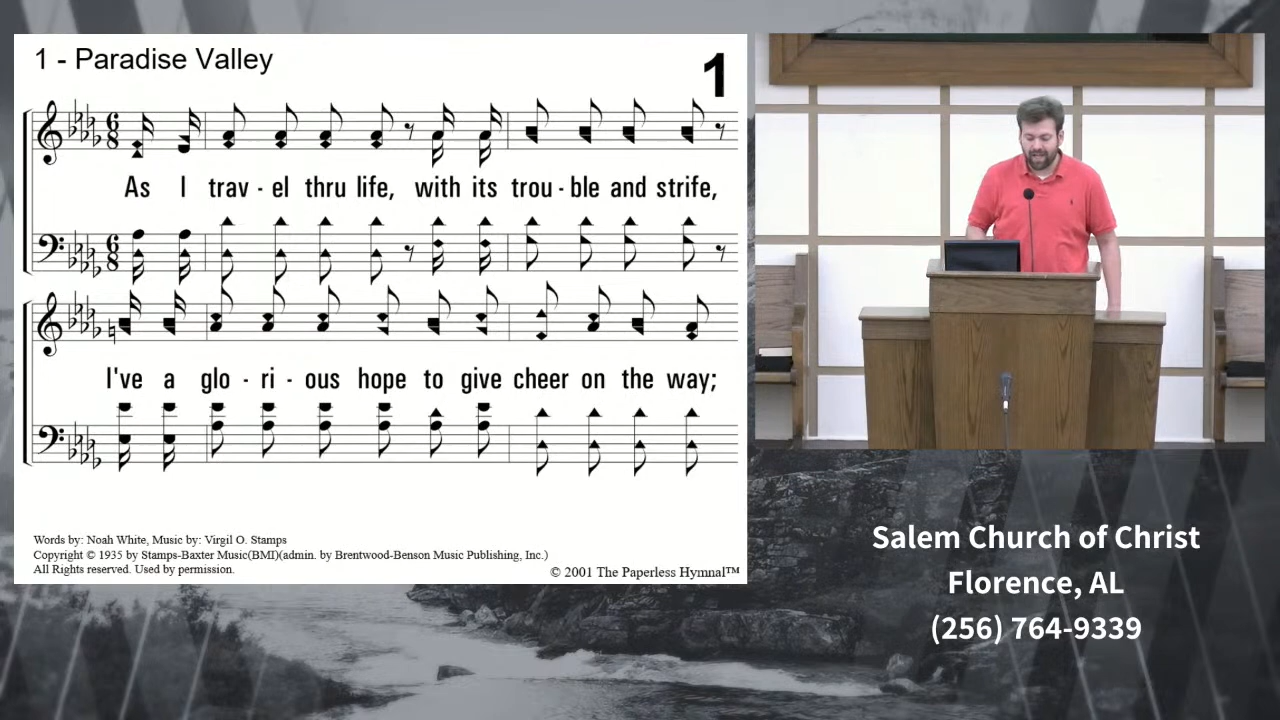 1 - Paradise Valley
1
As I trav - el thru life, with its trou - ble and strife,
I've a glo - ri - ous hope to give cheer on the way;
Words by: Noah White, Music by: Virgil O. Stamps
Copyright © 1935 by Stamps-Baxter Music(BMI)(admin. by Brentwood-Benson Music Publishing, Inc.)
All Rights reserved. Used by permission.
© 2001 The Paperless Hymnal™
Salem Church of Christ
Florence, AL
(256) 764-9339